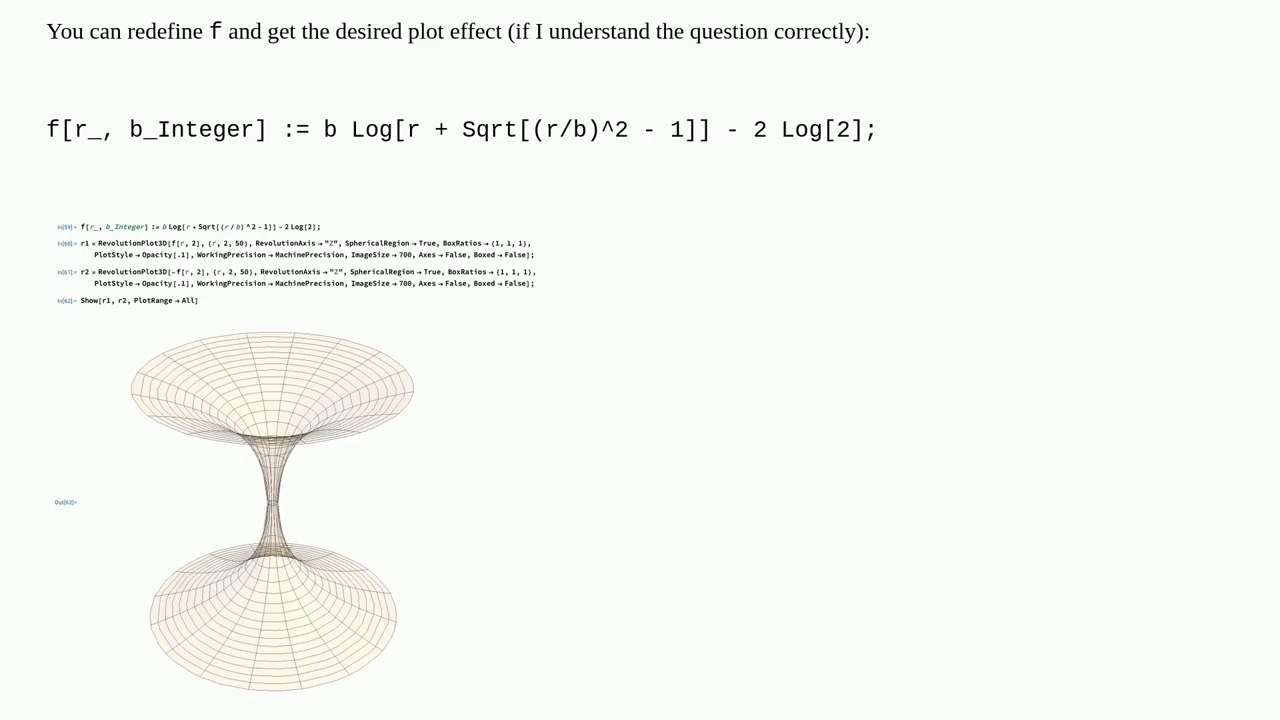 You can redefine f and get the desired plot effect (if I understand the question correctly):
f[r_, b_Integer] := b Log[r + Sqrt[(r/b)^2 - 1]] - 2 Log[2];
In[59]:= f[r_, b_Integer] := b Log[r + Sqrt[(r / b) ^ 2 - 1]] - 2 Log[2];
In[60]:= r1 = RevolutionPlot3D[f[r, 2], {r, 2, 50}, RevolutionAxis → "Z", SphericalRegion → True, BoxRatios → {1, 1, 1},
PlotStyle → Opacity[.1], WorkingPrecision → MachinePrecision, ImageSize → 700, Axes → False, Boxed → False];
In[61]:= r2 = RevolutionPlot3D[-f[r, 2], {r, 2, 50}, RevolutionAxis → "Z", SphericalRegion → True, BoxRatios → {1, 1, 1},
PlotStyle → Opacity[.1], WorkingPrecision → MachinePrecision, ImageSize → 700, Axes → False, Boxed → False];
In[62]:= Show[r1, r2, PlotRange → All]
Out[62]=